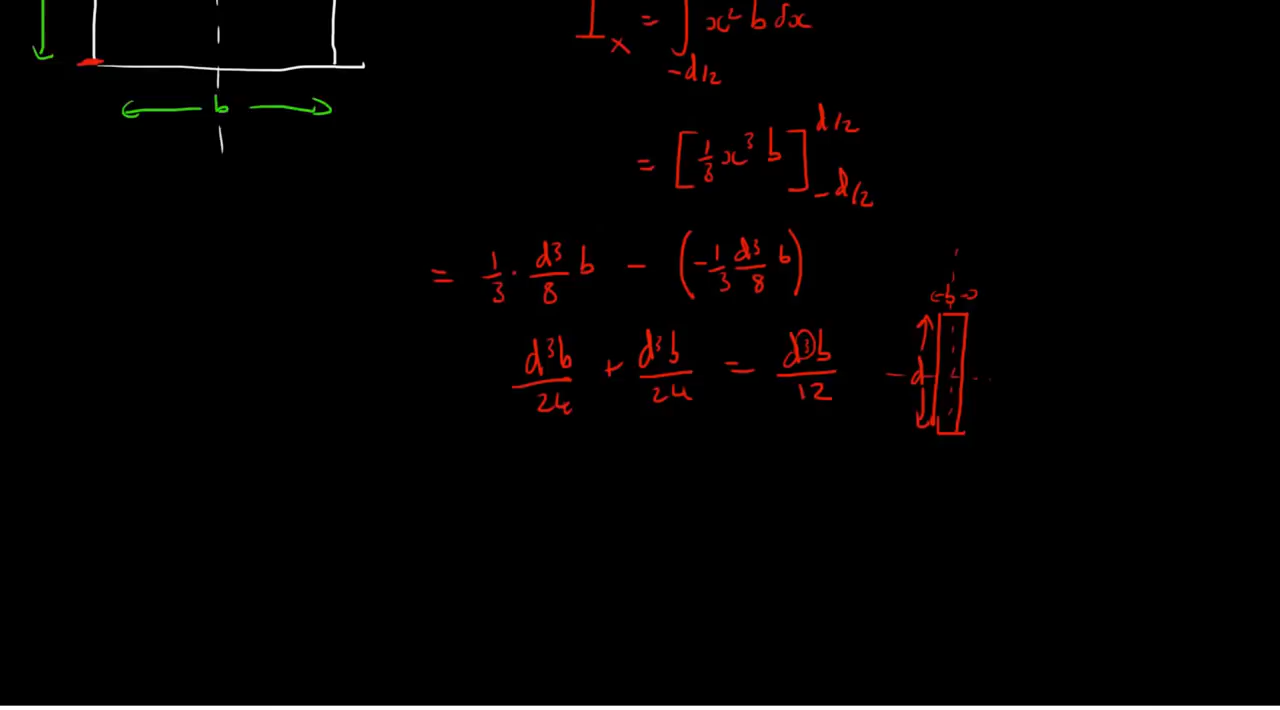 I_x = ∫_{-d/2} x² b dx
b
= [ 1/3 x³ b ]_{-d/2}^{d/2}
= 1/3 · d³/8 b - ( -1/3 d³/8 b )
b
d³b/24 + d³b/24 = d³b/12
d